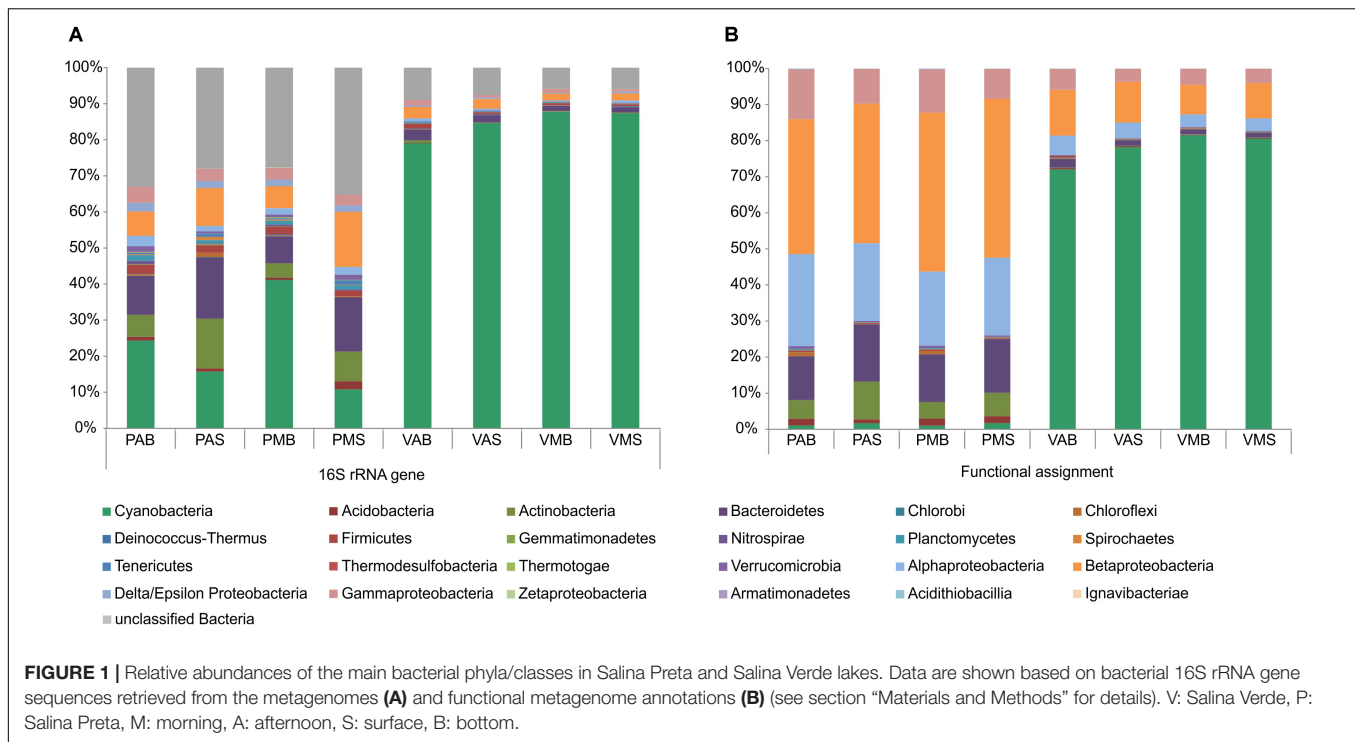 A
100%
90%
80%
70%
60%
50%
40%
30%
20%
10%
0%
PAB PAS PMB PMS VAB VAS VMB VMS
16S rRNA gene
B
100%
90%
80%
70%
60%
50%
40%
30%
20%
10%
0%
PAB PAS PMB PMS VAB VAS VMB VMS
Functional assignment
Cyanobacteria Acidobacteria Actinobacteria Bacteroidetes Chlorobi Chloroflexi
Deinococcus-Thermus Firmicutes Gemmatimonadetes Nitrospirae Planctomycetes Spirochaetes
Tenericutes Thermodesulfobacteria Thermotogae Verrucomicrobia Alphaproteobacteria Betaproteobacteria
Delta/Epsilon Proteobacteria Gammaproteobacteria Zetaproteobacteria Armatimonadetes Acidithiobacillia Ignavibacteriae
unclassified Bacteria
FIGURE 1 | Relative abundances of the main bacterial phyla/classes in Salina Preta and Salina Verde lakes. Data are shown based on bacterial 16S rRNA gene
sequences retrieved from the metagenomes (A) and functional metagenome annotations (B) (see section “Materials and Methods” for details). V: Salina Verde, P:
Salina Preta, M: morning, A: afternoon, S: surface, B: bottom.